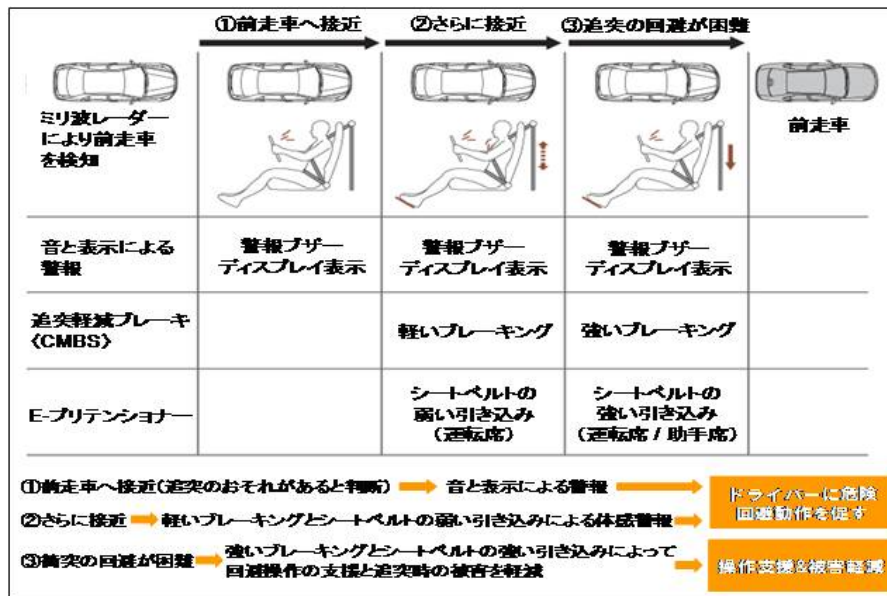 ①前走車へ接近
②さらに接近
③追突の回避が困難
ミリ波レーダー
により前走車
を検知
前走車
音と表示による
警報
警報ブザー
ディスプレイ表示
警報ブザー
ディスプレイ表示
警報ブザー
ディスプレイ表示
追突軽減ブレーキ
〈CMBS〉
軽いブレーキング
強いブレーキング
E-プリテンショナー
シートベルトの
弱い引き込み
(運転席)
シートベルトの
強い引き込み
(運転席 / 助手席)
①前走車へ接近(追突のおそれがあると判断)
音と表示による警報
ドライバーに危険
回避動作を促す
②さらに接近
軽いブレーキングとシートベルトの弱い引き込みによる体感警報
③衝突の回避が困難
強いブレーキングとシートベルトの強い引き込みによって
回避操作の支援と追突時の被害を軽減
操作支援&被害軽減